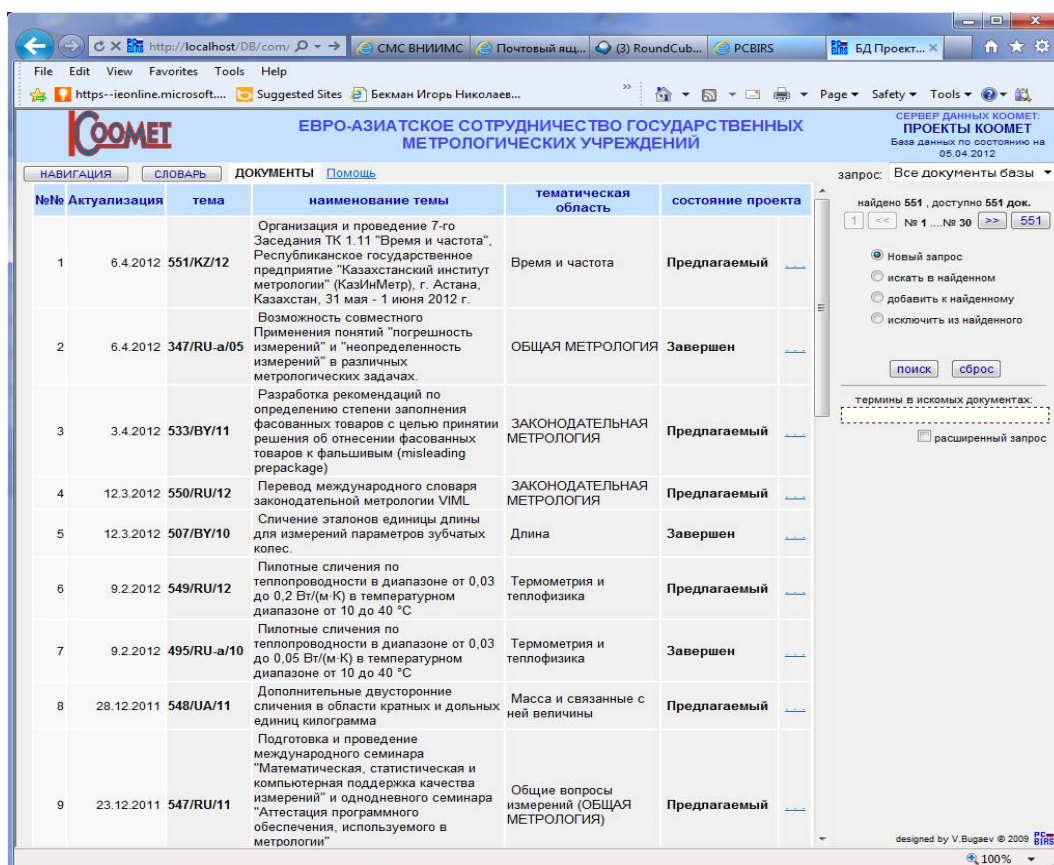 http://localhost/DB/com/
СМС ВНИИМС
Почтовый ящ...
(3) RoundCub...
PCBIRS
БД Проект...
File Edit View Favorites Tools Help
https--ieonline.microsoft....
Suggested Sites
Бекман Игорь Николаев...
Page Safety Tools
КООМЕТ
ЕВРО-АЗИАТСКОЕ СОТРУДНИЧЕСТВО ГОСУДАРСТВЕННЫХ
МЕТРОЛОГИЧЕСКИХ УЧРЕЖДЕНИЙ
СЕРВЕР ДАННЫХ КООМЕТ:
ПРОЕКТЫ КООМЕТ
База данных по состоянию на
05.04.2012
НАВИГАЦИЯ СЛОВАРЬ ДОКУМЕНТЫ Помощь
запрос: Все документы базы
№№ Актуализация тема наименование темы тематическая
область
состояние проекта
1 6.4.2012 551/KZ/12
Организация и проведение 7-го
Заседания ТК 1.11 "Время и частота",
Республиканское государственное
предприятие "Казахстанский институт
метрологии" (КазИнМетр), г. Астана,
Казахстан, 31 мая - 1 июня 2012 г.
Время и частота
Предлагаемый ...
2 6.4.2012 347/RU-a/05
Возможность совместного
Применения понятий "погрешность
измерений" и "неопределенность
измерений" в различных
метрологических задачах.
ОБЩАЯ МЕТРОЛОГИЯ
Завершен ...
3 3.4.2012 533/BY/11
Разработка рекомендаций по
определению степени заполнения
фасованных товаров с целью принятии
решения об отнесении фасованных
товаров к фальшивым (misleading
prepackage)
ЗАКОНОДАТЕЛЬНАЯ
МЕТРОЛОГИЯ
Предлагаемый ...
4 12.3.2012 550/RU/12
Перевод международного словаря
законодательной метрологии VIML
ЗАКОНОДАТЕЛЬНАЯ
МЕТРОЛОГИЯ
Предлагаемый ...
5 12.3.2012 507/BY/10
Сличение эталонов единицы длины
для измерений параметров зубчатых
колес.
Длина
Завершен ...
6 9.2.2012 549/RU/12
Пилотные сличения по
теплопроводности в диапазоне от 0,03
до 0,2 Вт/(м·К) в температурном
диапазоне от 10 до 40 °С
Термометрия и
теплофизика
Предлагаемый ...
7 9.2.2012 495/RU-a/10
Пилотные сличения по
теплопроводности в диапазоне от 0,03
до 0,05 Вт/(м·К) в температурном
диапазоне от 10 до 40 °С
Термометрия и
теплофизика
Завершен ...
8 28.12.2011 548/UA/11
Дополнительные двусторонние
сличения в области кратных и дольных
единиц килограмма
Масса и связанные с
ней величины
Предлагаемый ...
9 23.12.2011 547/RU/11
Подготовка и проведение
международного семинара
"Математическая, статистическая и
компьютерная поддержка качества
измерений" и однодневного семинара
"Аттестация программного
обеспечения, используемого в
метрологии"
Общие вопросы
измерений (ОБЩАЯ
МЕТРОЛОГИЯ)
Предлагаемый ...
найдено 551 , доступно 551 док.
1 << № 1 ....№ 30 >> 551
Новый запрос
искать в найденном
добавить к найденному
исключить из найденного
поиск сброс
термины в искомых документах:
расширенный запрос
designed by V.Bugaev © 2009 PC BIRS
100%